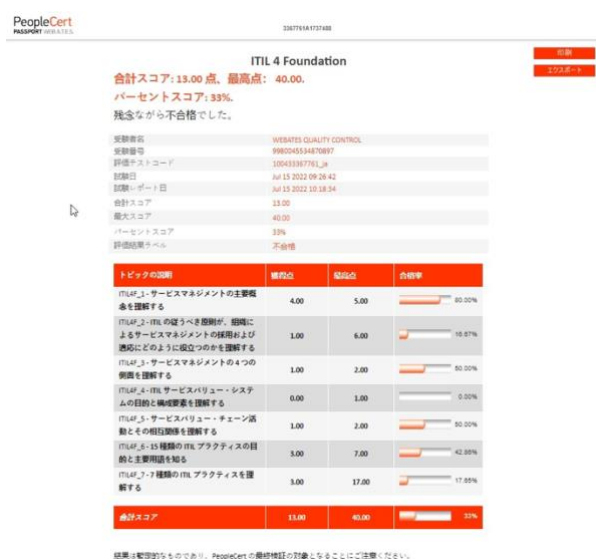 PeopleCert
PASSPORT WEBATES
ITIL 4 Foundation
印刷
エクスポート
合計スコア: 13.00 点、最高点: 40.00.
パーセントスコア: 33%.
残念ながら不合格でした。
受験者名 WEBATES QUALITY CONTROL
受験番号 9980045534870897
評価テストコード 100433367761_ja
試験日 Jul 15 2022 09:26:42
試験レポート日 Jul 15 2022 10:18:34
合計スコア 13.00
最大スコア 40.00
パーセントスコア 33%
評価結果ラベル 不合格
トピックの説明 獲得点 最高点 合格率
ITIL4F_1 - サービスマネジメントの主要概
念を理解する 4.00 5.00 80.00%
ITIL4F_2 - ITIL の従うべき原則が、組織に
よるサービスマネジメントの採用および
適応にどのように役立つのかを理解する 1.00 6.00 16.67%
ITIL4F_3 - サービスマネジメントの 4 つの
側面を理解する 1.00 2.00 50.00%
ITIL4F_4 - ITIL サービスバリュー・システ
ムの目的と構成要素を理解する 0.00 1.00 0.00%
ITIL4F_5 - サービスバリュー・チェーン活
動とその相互関係を理解する 1.00 2.00 50.00%
ITIL4F_6 - 15 種類の ITIL プラクティスの目
的と主要用語を知る 3.00 7.00 42.86%
ITIL4F_7 - 7 種類の ITIL プラクティスを理
解する 3.00 17.00 17.65%
合計スコア 13.00 40.00 33%
結果は暫定的なものであり、PeopleCert の最終検証の対象となることにご注意ください。